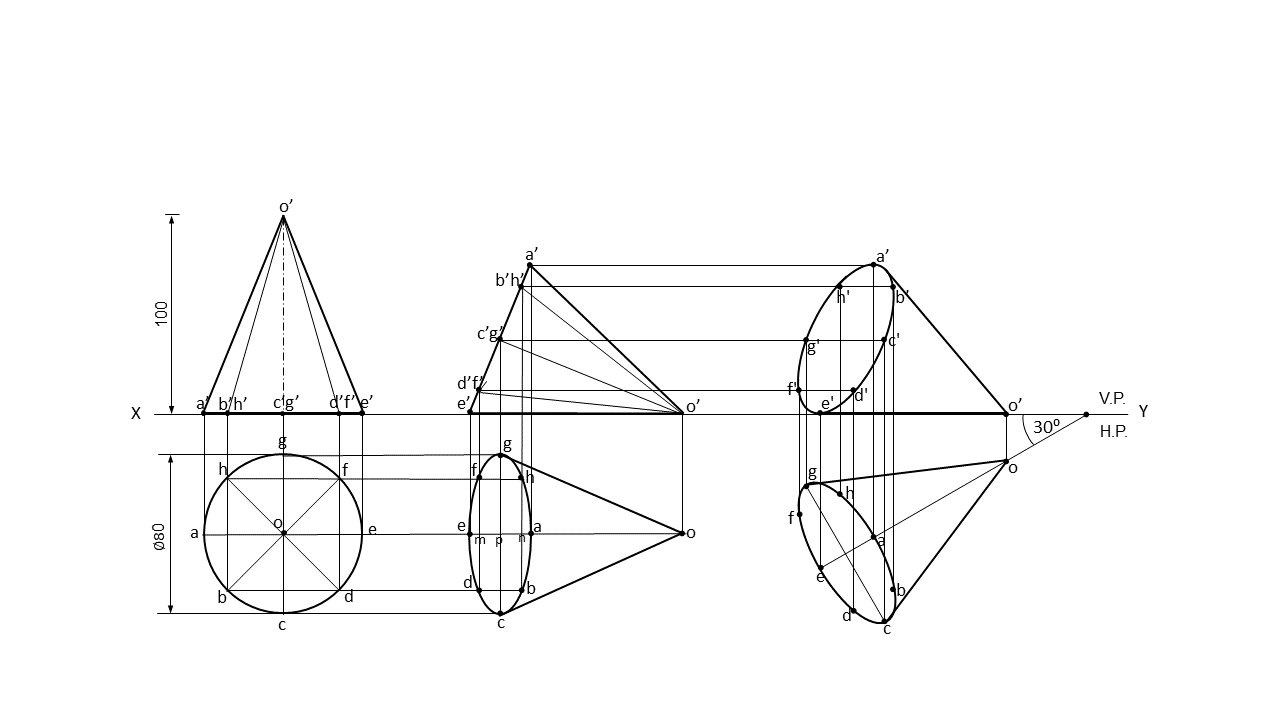 o’
a’
b’h’
100
c’g’
d’f’
e’
a’
b’h’
c’g’
d’f’
e’
o’
a’
h'
b’
g'
c'
f'
d'
e'
o’
X
Y
V.P.
H.P.
30º
g
h
f
a
o
e
b
d
c
ø80
g
f
h
e
m
p
n
a
o
d
b
c
g
h
f
a
e
b
d
c
o